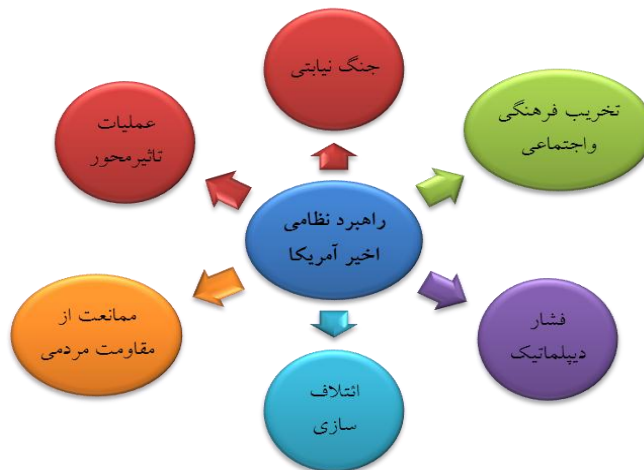 جنگ نیابتی
تخریب فرهنگی
واجتماعی
عملیات
تاثیرمحور
راهبرد نظامی
اخیر آمریکا
فشار
دیپلماتیک
ممانعت از
مقاومت مردمی
ائتلاف
سازی